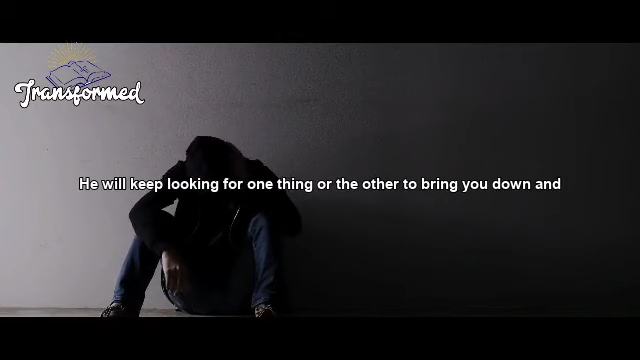 Transformed
He will keep looking for one thing or the other to bring you down and